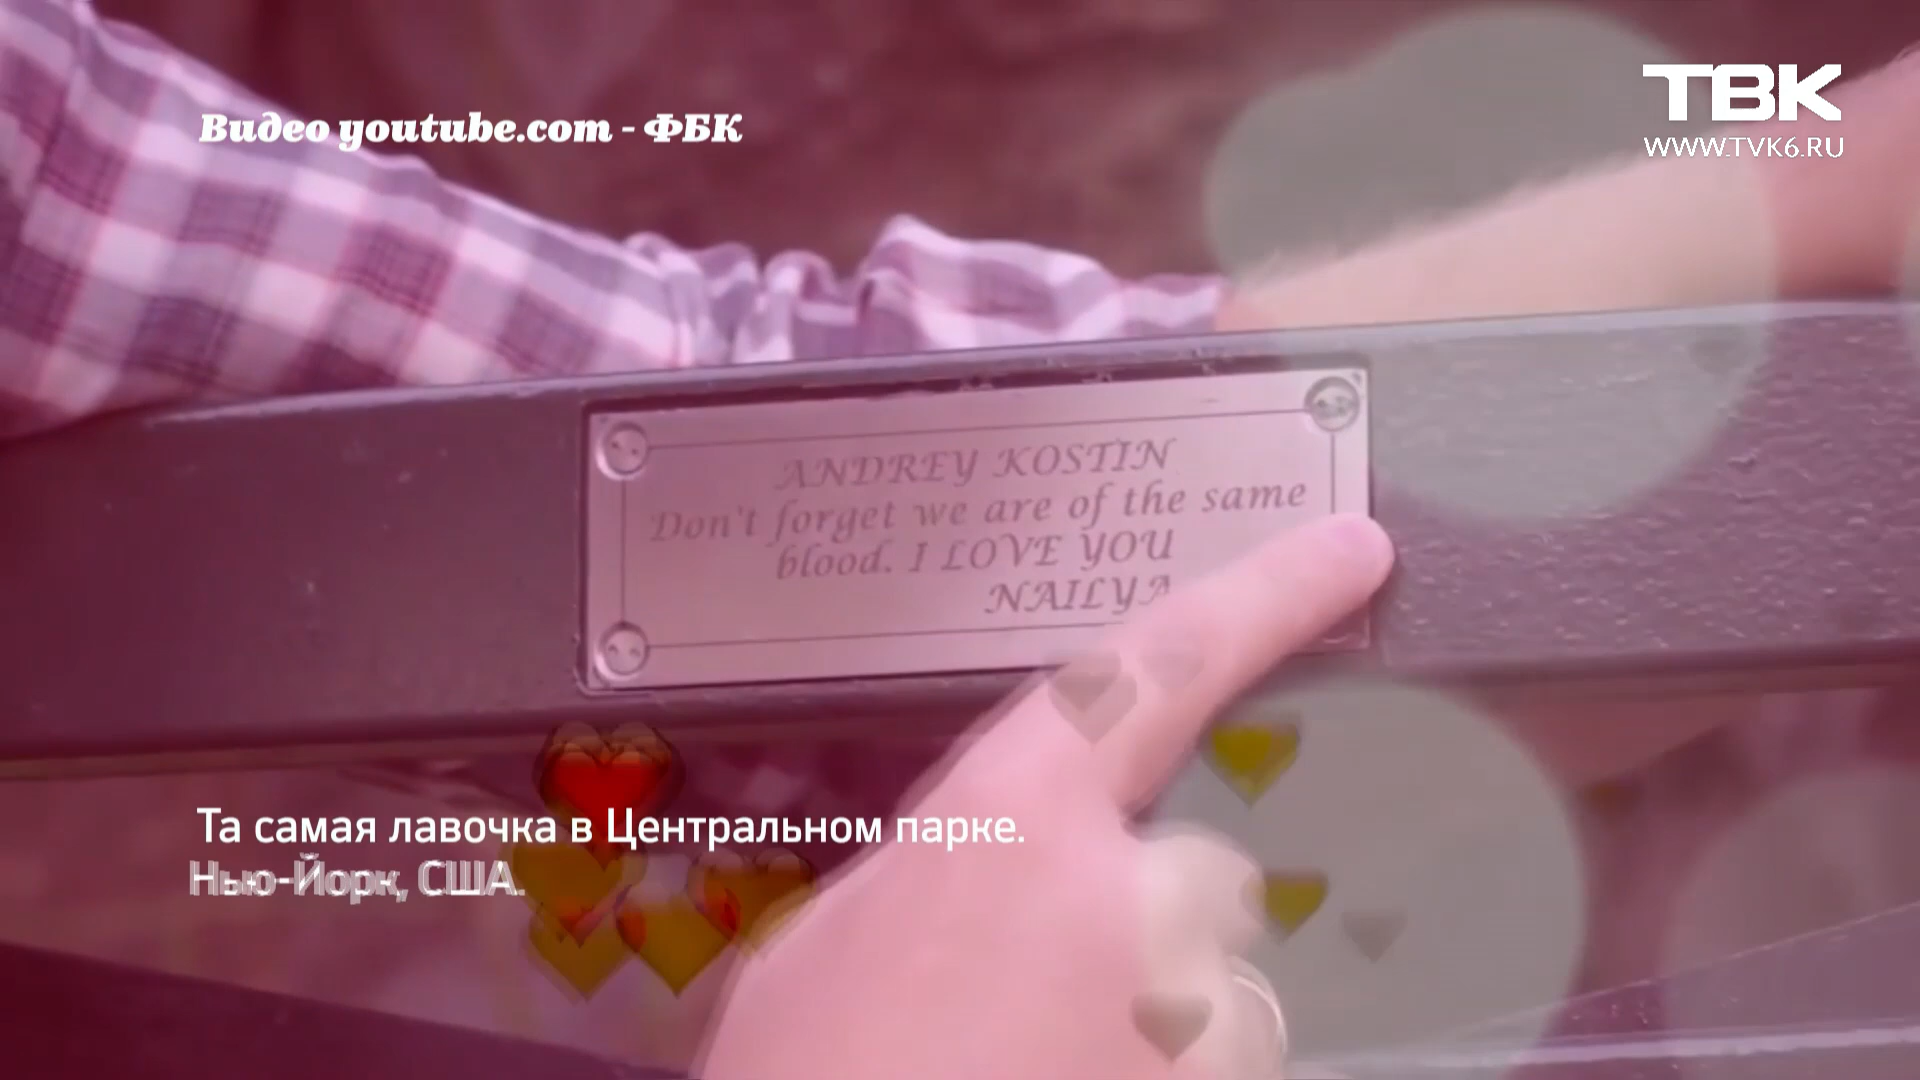 ТВК
WWW.TVK6.RU
Видео youtube.com - ФБК
ANDREY KOSTIN
Don't forget we are of the same
blood. I LOVE YOU
NAILYA
Та самая лавочка в Центральном парке.
Нью-Йорк, США.